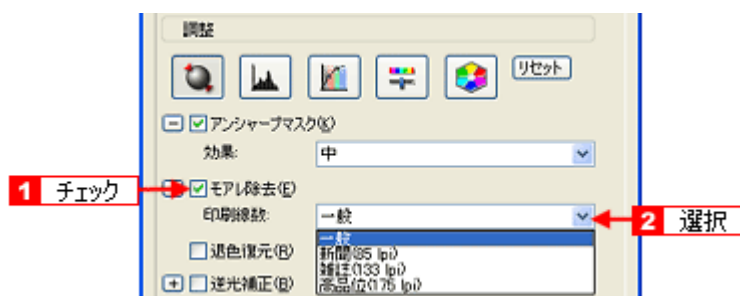 調整
リセット
アンシャープマスク(K)
効果:
中
1 チェック
モアレ除去(E)
印刷線数:
一般
2 選択
一般
退色復元(R)
新聞(85 lpi)
雑誌(133 lpi)
逆光補正(B)
高品位(175 lpi)